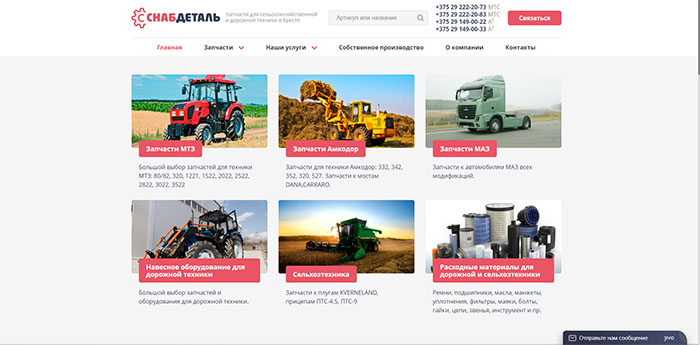 СНАБДЕТАЛЬ
Запчасти для сельскохозяйственной
и дорожной техники в Бресте
Артикул или название
+375 29 222-20-73 МТС
+375 29 222-20-83 МТС
+375 29 149-00-22 А1
+375 29 149-00-33 А1
Связаться
Главная Запчасти Наши услуги Собственное производство О компании Контакты
Запчасти МТЗ
Большой выбор запчастей для техники
МТЗ: 80/82, 320, 1221, 1522, 2022, 2522,
2822, 3022, 3522
Запчасти Амкодор
Запчасти для техники Амкодор: 332, 342,
352, 320, 527. Запчасти к мостам
DANA,CARRARO.
Запчасти МАЗ
Запчасти к автомобилям МАЗ всех
модификаций.
Навесное оборудование для
дорожной техники
Большой выбор запчастей и
оборудования для дорожной техники.
Сельхозтехника
Запчасти к плугам KVERNELAND,
прицепам ПТС-4.5, ПТС-9
Расходные материалы для
дорожной и сельхозтехники
Ремни, подшипники, масла, манжеты,
уплотнения, фильтры, маяки, болты,
гайки, цепи, звенья, инструмент и пр.
Отправьте нам сообщение jivo